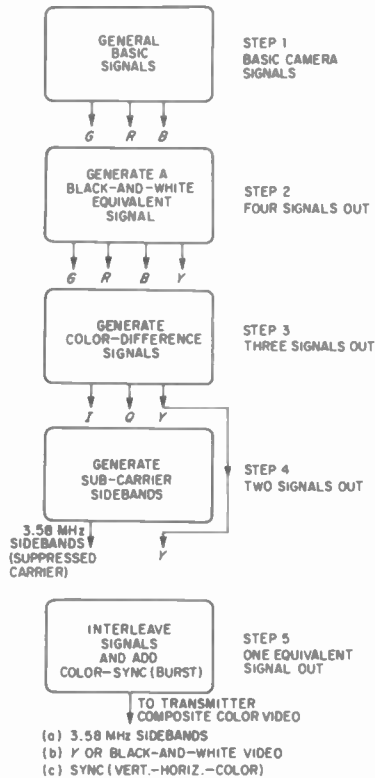 GENERAL
BASIC
SIGNALS
STEP 1
BASIC CAMERA
SIGNALS
G R B
GENERATE A
BLACK-AND-WHITE
EQUIVALENT
SIGNAL
STEP 2
FOUR SIGNALS OUT
G R B Y
GENERATE
COLOR-DIFFERENCE
SIGNALS
STEP 3
THREE SIGNALS OUT
I Q Y
GENERATE
SUB-CARRIER
SIDEBANDS
STEP 4
TWO SIGNALS OUT
3.58 MHz
SIDEBANDS
(SUPPRESSED
CARRIER)
Y
INTERLEAVE
SIGNALS
AND ADD
COLOR-SYNC (BURST)
STEP 5
ONE EQUIVALENT
SIGNAL OUT
TO TRANSMITTER
COMPOSITE COLOR VIDEO
(a) 3.58 MHz SIDEBANDS
(b) Y OR BLACK-AND-WHITE VIDEO
(c) SYNC (VERT.-HORIZ.-COLOR)